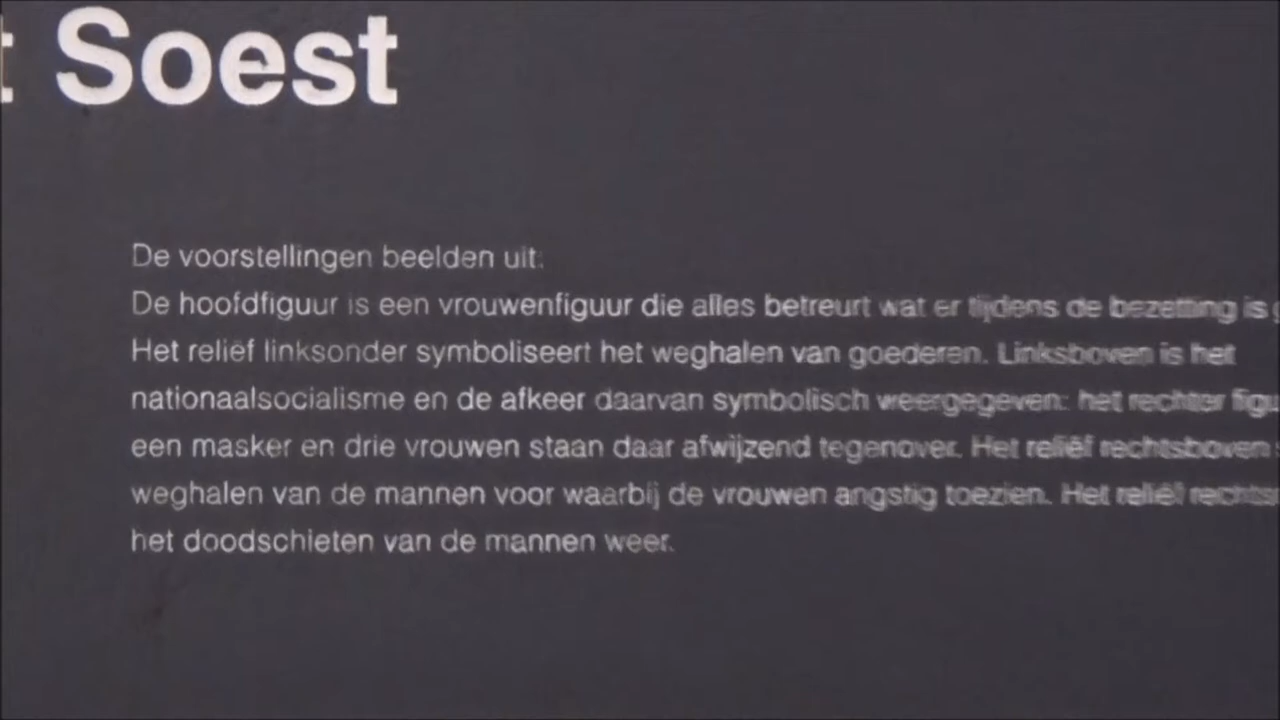 t Soest
De voorstellingen beelden uit:
De hoofdfiguur is een vrouwenfiguur die alles betreurt wat er tijdens de bezetting is
Het reliëf linksonder symboliseert het weghalen van goederen. Linksboven is het
nationaalsocialisme en de afkeer daarvan symbolisch weergegeven: het rechter figu
een masker en drie vrouwen staan daar afwijzend tegenover. Het reliëf rechtsboven
weghalen van de mannen voor waarbij de vrouwen angstig toezien. Het reliëf rechts
het doodschieten van de mannen weer.